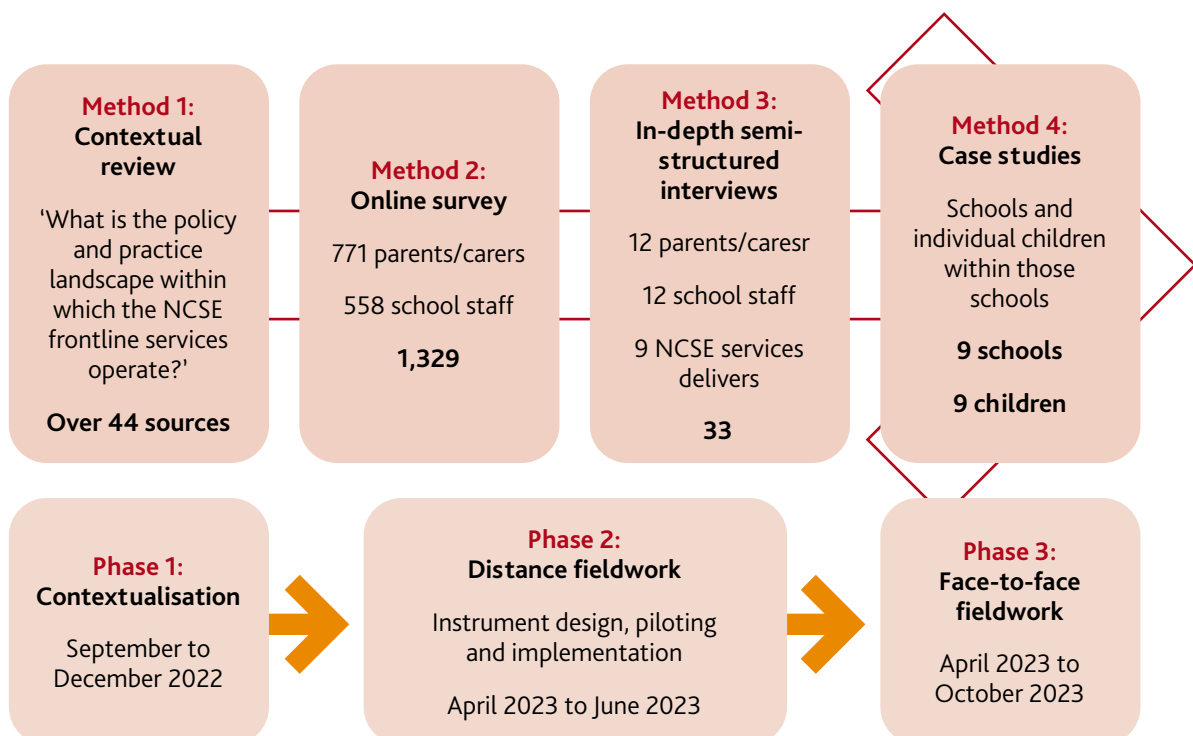 Method 1:
Contextual
review
‘What is the policy
and practice
landscape within
which the NCSE
frontline services
operate?’
Over 44 sources
Method 2:
Online survey
771 parents/carers
558 school staff
1,329
Method 3:
In-depth semi-
structured
interviews
12 parents/caresr
12 school staff
9 NCSE services
delivers
33
Method 4:
Case studies
Schools and
individual children
within those
schools
9 schools
9 children
Phase 1:
Contextualisation
September to
December 2022
Phase 2:
Distance fieldwork
Instrument design, piloting
and implementation
April 2023 to June 2023
Phase 3:
Face-to-face
fieldwork
April 2023 to
October 2023